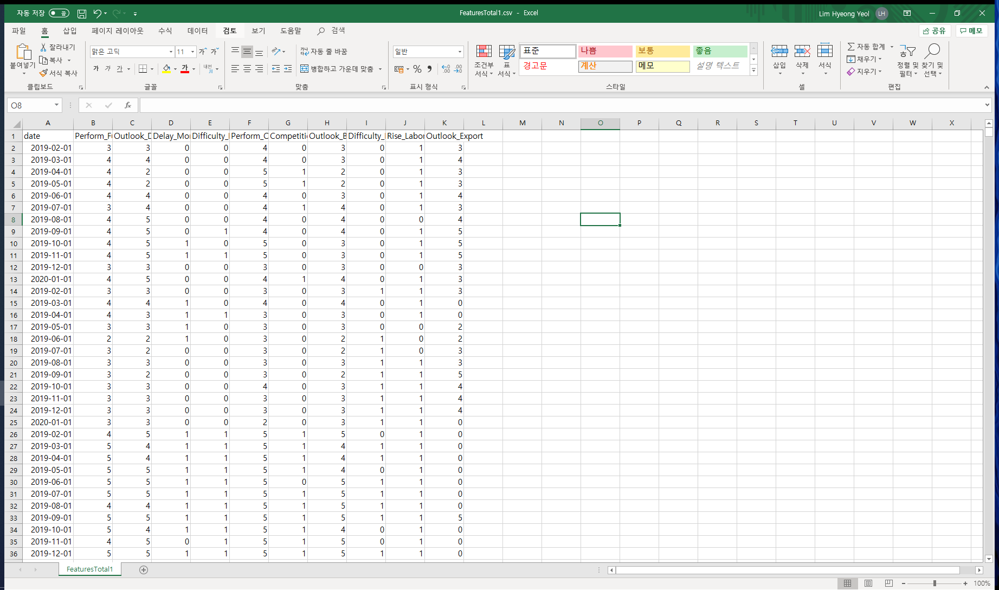 자동 저장 끔 FeaturesTotal1.csv - Excel Lim Hyeong Yeol LH
파일 홈 삽입 페이지 레이아웃 수식 데이터 검토 보기 도움말 검색 공유 메모
붙여넣기 잘라내기 복사 서식 복사 클립보드
맑은 고딕 11 가 가 가 가 가 가 내천 글꼴
자동 줄 바꿈 병합하고 가운데 맞춤 맞춤
일반 % 표시 형식
조건부 서식 표 서식 표준 나쁨 보통 좋음
경고문 계산 메모 설명 텍스트 스타일
삽입 삭제 서식 셀
자동 합계 채우기 지우기 정렬 및 필터 찾기 및 선택 편집
O8 fx
A B C D E F G H I J K L M N O P Q R S T U V W X
1 date Perform_F Outlook_D Delay_Mo Difficulty_ Perform_C Competiti Outlook_B Difficulty_ Rise_Labor Outlook_Export
2 2019-02-01 3 3 0 0 4 0 3 0 1 3
3 2019-03-01 4 4 0 0 4 0 3 0 1 4
4 2019-04-01 4 2 0 0 5 1 2 0 1 3
5 2019-05-01 4 2 0 0 5 1 2 0 1 3
6 2019-06-01 4 4 0 0 4 0 3 0 1 4
7 2019-07-01 3 4 0 0 4 1 4 0 1 3
8 2019-08-01 4 5 0 0 4 0 4 0 0 4
9 2019-09-01 4 5 0 1 4 0 4 0 1 5
10 2019-10-01 4 5 1 0 5 0 3 0 1 5
11 2019-11-01 4 5 1 1 5 0 3 0 1 5
12 2019-12-01 3 3 0 0 3 0 3 0 0 3
13 2020-01-01 4 5 0 0 4 1 4 0 1 3
14 2019-02-01 3 3 0 0 3 0 3 1 1 3
15 2019-03-01 4 4 1 0 4 0 4 0 1 0
16 2019-04-01 4 3 1 1 3 0 3 0 1 0
17 2019-05-01 3 3 1 0 3 0 3 0 0 2
18 2019-06-01 2 2 1 0 3 0 2 1 0 2
19 2019-07-01 3 2 0 0 3 0 2 1 0 3
20 2019-08-01 3 3 0 0 3 0 3 1 1 3
21 2019-09-01 3 2 0 0 3 0 2 1 1 5
22 2019-10-01 3 3 0 0 4 0 3 1 1 4
23 2019-11-01 3 3 0 0 3 0 3 1 1 4
24 2019-12-01 3 3 0 0 3 0 3 1 1 4
25 2020-01-01 3 3 0 0 2 0 3 1 1 0
26 2019-02-01 4 5 1 1 5 1 5 0 1 0
27 2019-03-01 5 4 1 1 5 1 4 1 1 0
28 2019-04-01 5 4 1 1 5 1 4 1 1 0
29 2019-05-01 5 5 1 1 5 1 4 0 1 0
30 2019-06-01 5 5 1 1 5 0 5 1 1 0
31 2019-07-01 5 5 1 1 5 1 5 1 1 0
32 2019-08-01 4 4 1 1 5 1 5 1 1 0
33 2019-09-01 5 5 1 1 5 1 5 1 1 5
34 2019-10-01 5 4 1 1 5 1 4 0 1 0
35 2019-11-01 4 5 0 1 5 1 5 0 1 0
36 2019-12-01 5 5 1 1 5 1 5 1 1 0
FeaturesTotal1
100%